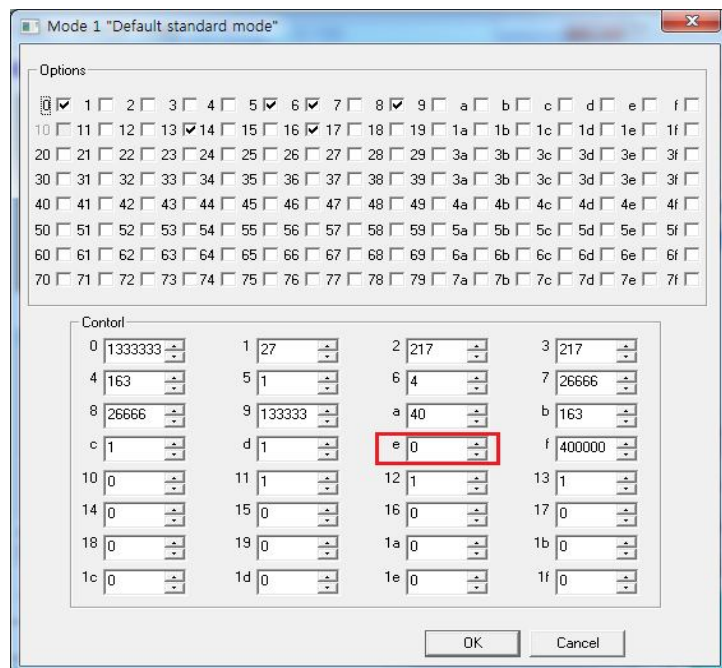 Mode 1 "Default standard mode"
Options
0 1 2 3 4 5 6 7 8 9 a b c d e f
10 11 12 13 14 15 16 17 18 19 1a 1b 1c 1d 1e 1f
20 21 22 23 24 25 26 27 28 29 3a 3b 3c 3d 3e 3f
30 31 32 33 34 35 36 37 38 39 3a 3b 3c 3d 3e 3f
40 41 42 43 44 45 46 47 48 49 4a 4b 4c 4d 4e 4f
50 51 52 53 54 55 56 57 58 59 5a 5b 5c 5d 5e 5f
60 61 62 63 64 65 66 67 68 69 6a 6b 6c 6d 6e 6f
70 71 72 73 74 75 76 77 78 79 7a 7b 7c 7d 7e 7f
Contorl
0 1333333 1 27 2 217 3 217
4 163 5 1 6 4 7 26666
8 26666 9 133333 a 40 b 163
c 1 d 1 e 0 f 400000
10 0 11 1 12 1 13 1
14 0 15 0 16 0 17 0
18 0 19 0 1a 0 1b 0
1c 0 1d 0 1e 0 1f 0
OK Cancel